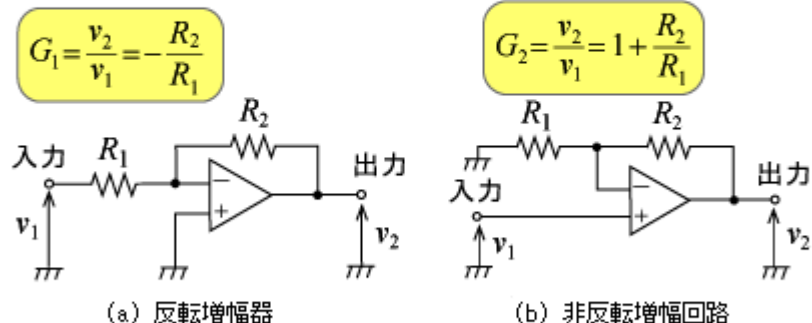 G₁ = v₂/v₁ = −R₂/R₁
R₂
入力 R₁
出力
−
+
v₁
v₂
(a) 反転増幅器
G₂ = v₂/v₁ = 1 + R₂/R₁
R₁ R₂
入力
出力
−
+
v₁
v₂
(b) 非反転増幅回路